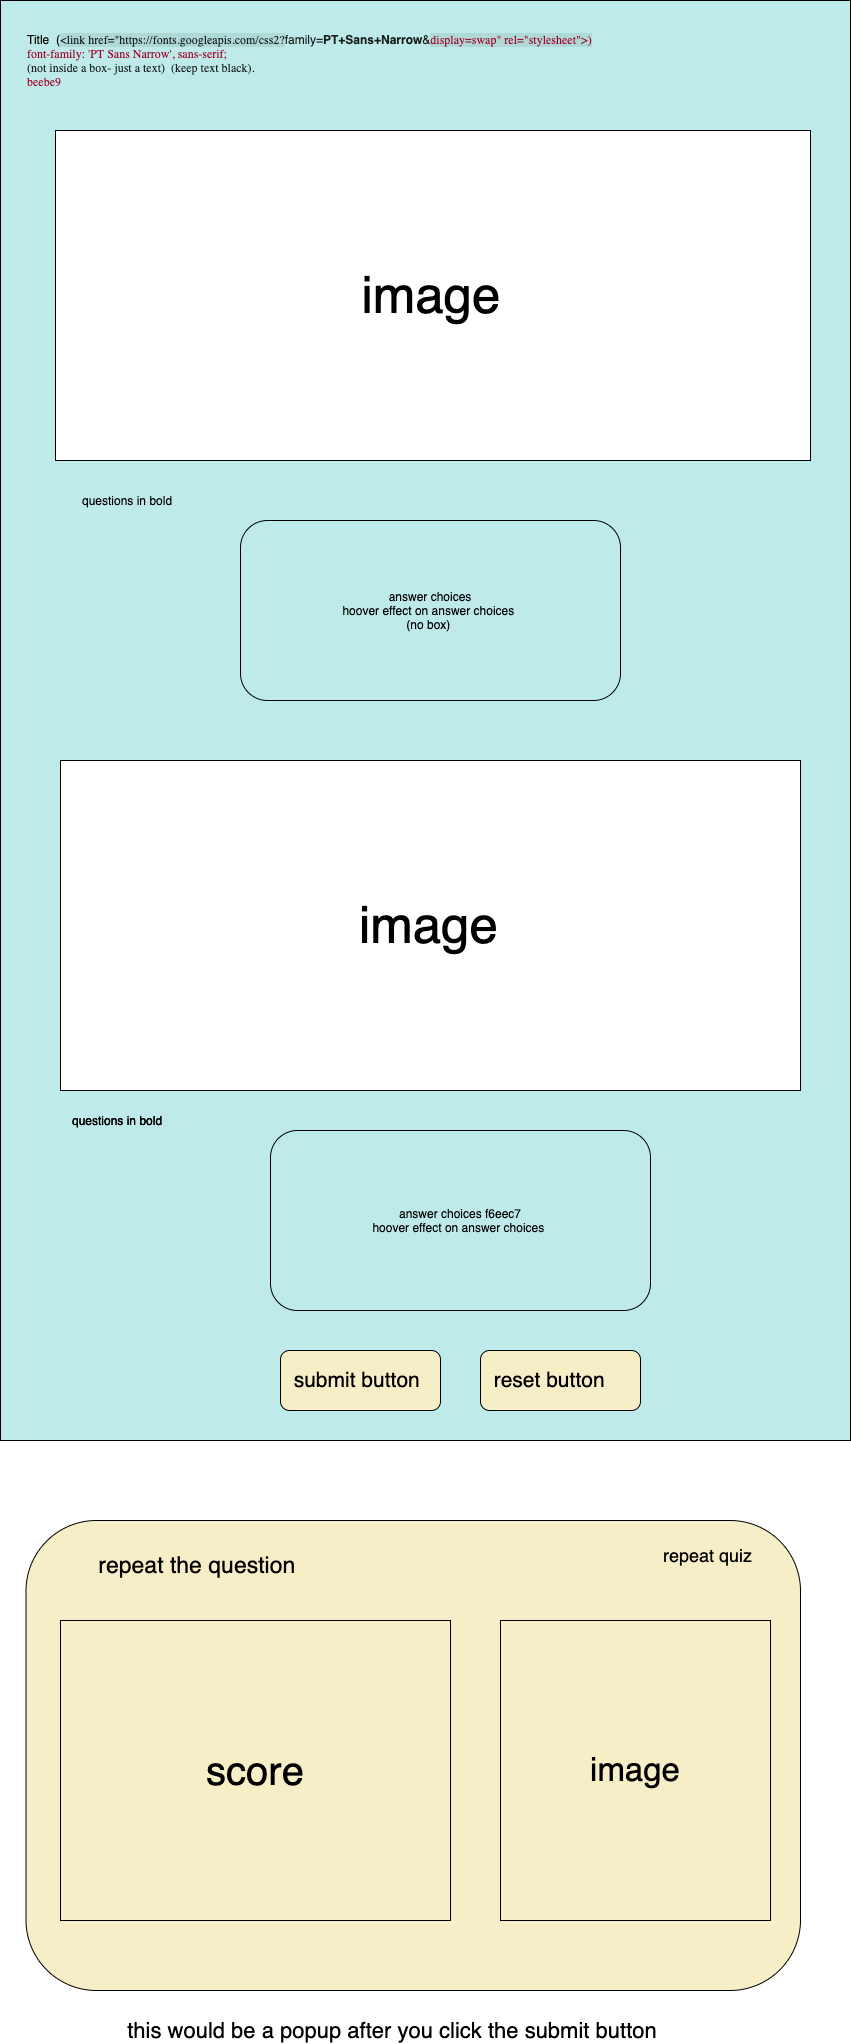 Title (<link href="https://fonts.googleapis.com/css2?family=PT+Sans+Narrow&display=swap" rel="stylesheet">)
font-family: 'PT Sans Narrow', sans-serif;
(not inside a box- just a text) (keep text black).
beebe9
image
questions in bold
answer choices
hoover effect on answer choices
(no box)
image
questions in bold
answer choices f6eec7
hoover effect on answer choices
submit button
reset button
repeat the question
repeat quiz
score
image
this would be a popup after you click the submit button